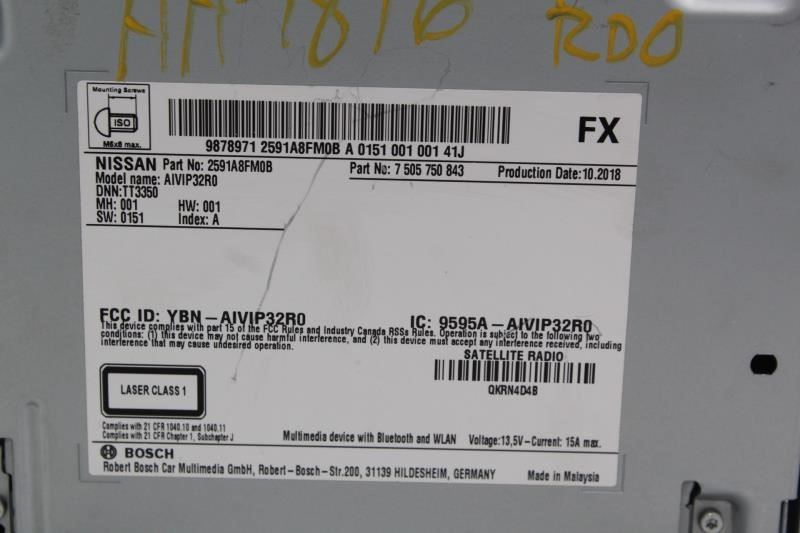 RDO
Mounting Screws
ISO
M5x8 max.
9878971 2591A8FM0B A 0151 001 001 41J
FX
NISSAN Part No: 2591A8FM0B
Part No: 7 505 750 843
Production Date:10.2018
Model name: AIVIP32R0
DNN:TT3350
MH: 001 HW: 001
SW: 0151 Index: A
FCC ID: YBN-AIVIP32R0
IC: 9595A-AIVIP32R0
This device complies with part 15 of the FCC Rules and Industry Canada RSSs Rules. Operation is subject to the following two
conditions: (1) this device may not cause harmful interference, and (2) this device must accept any interference received, including
interference that may cause undesired operation.
SATELLITE RADIO
QKRN4D4B
LASER CLASS 1
Complies with 21 CFR 1040.10 and 1040.11
Complies with 21 CFR Chapter 1, Subchapter J
Multimedia device with Bluetooth and WLAN Voltage:13,5V-Current: 15A max.
BOSCH
Robert Bosch Car Multimedia GmbH, Robert-Bosch-Str.200, 31139 HILDESHEIM, GERMANY
Made in Malaysia